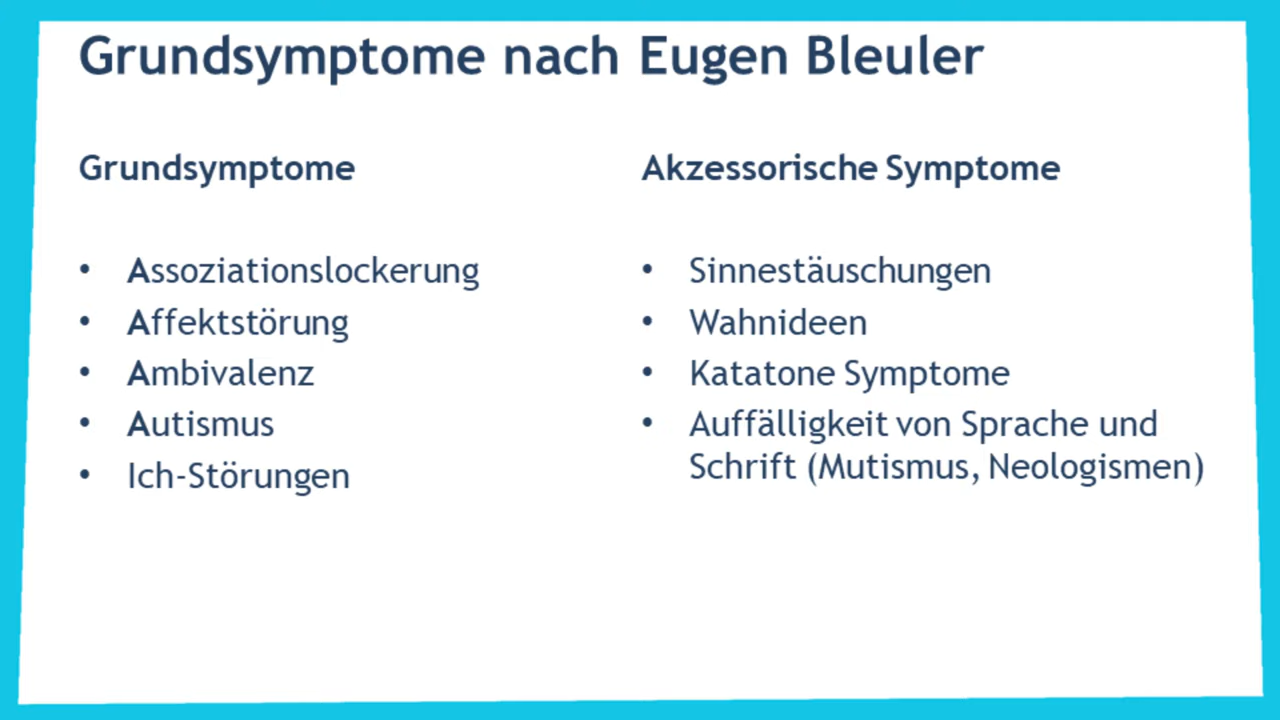 Grundsymptome nach Eugen Bleuler
Grundsymptome
• Assoziationslockerung
• Affektstörung
• Ambivalenz
• Autismus
• Ich-Störungen
Akzessorische Symptome
• Sinnestäuschungen
• Wahnideen
• Katatone Symptome
• Auffälligkeit von Sprache und
Schrift (Mutismus, Neologismen)